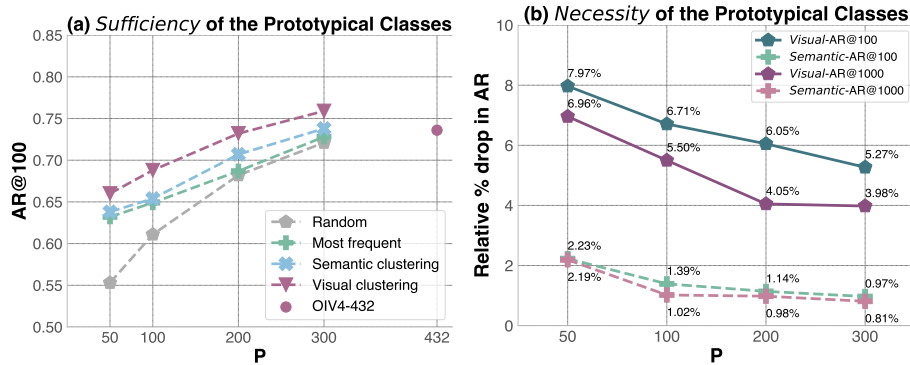 (a) Sufficiency of the Prototypical Classes
AR@100
0.85
0.80
0.75
0.70
0.65
0.60
0.55
0.50
50
100
200
300
432
P
Random
Most frequent
Semantic clustering
Visual clustering
OIV4-432
(b) Necessity of the Prototypical Classes
Relative % drop in AR
10
8
6
4
2
0
50
100
200
300
P
Visual-AR@100
Semantic-AR@100
Visual-AR@1000
Semantic-AR@1000
7.97%
6.71%
6.05%
5.27%
6.96%
5.50%
4.05%
3.98%
2.23%
1.39%
1.14%
0.97%
2.19%
1.02%
0.98%
0.81%